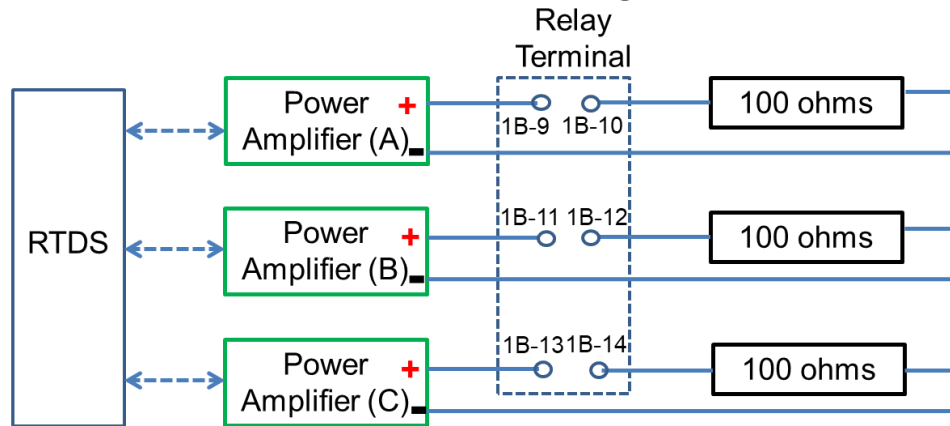 Relay
Terminal
Power
Amplifier (A)
+
-
1B-9 1B-10
100 ohms
RTDS
Power
Amplifier (B)
+
-
1B-11 1B-12
100 ohms
Power
Amplifier (C)
+
-
1B-13 1B-14
100 ohms